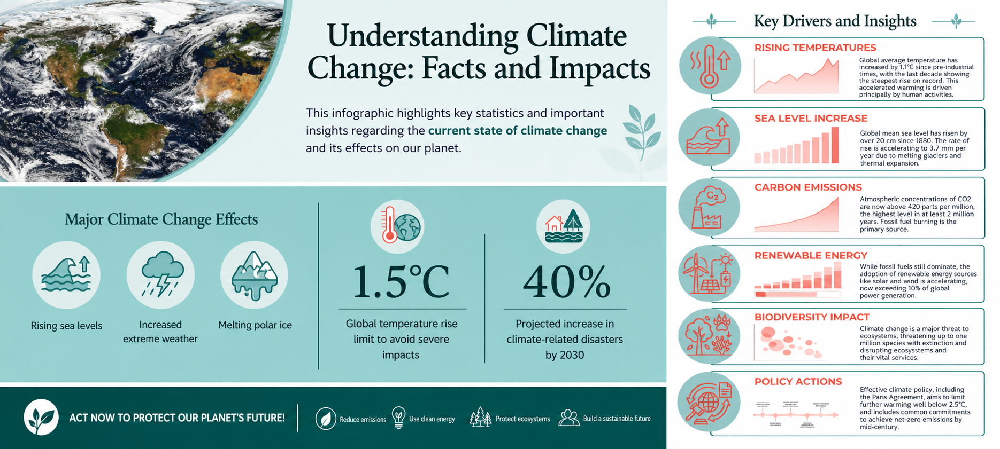 Understanding Climate
Change: Facts and Impacts
This infographic highlights key statistics and important
insights regarding the current state of climate change
and its effects on our planet.
Major Climate Change Effects
Rising sea levels
Increased
extreme weather
Melting polar ice
1.5°C
Global temperature rise
limit to avoid severe
impacts
40%
Projected increase in
climate-related disasters
by 2030
ACT NOW TO PROTECT OUR PLANET'S FUTURE!
Reduce emissions
Use clean energy
Protect ecosystems
Build a sustainable future
Key Drivers and Insights
RISING TEMPERATURES
Global average temperature has
increased by 1.1°C since pre-industrial
times, with the last decade showing
the steepest rise on record. This
accelerated warming is driven
principally by human activities.
SEA LEVEL INCREASE
Global mean sea level has risen by
over 20 cm since 1880. The rate of
rise is accelerating to 3.7 mm per
year due to melting glaciers and
thermal expansion.
C2
CARBON EMISSIONS
Atmospheric concentrations of CO2
are now above 420 parts per million,
the highest level in at least 2 million
years. Fossil fuel burning is the
primary source.
RENEWABLE ENERGY
While fossil fuels still dominate, the
adoption of renewable energy sources
like solar and wind is accelerating,
now exceeding 10% of global
power generation.
BIODIVERSITY IMPACT
Climate change is a major threat to
ecosystems, threatening up to one
million species with extinction and
disrupting ecosysstems and
their vital services.
POLICY ACTIONS
Effective climate policy, including
the Paris Agreement, aims to limit
further warming well below 2.5°C,
and includes common commitments
to achieve net-zero emissions by
mid-century.